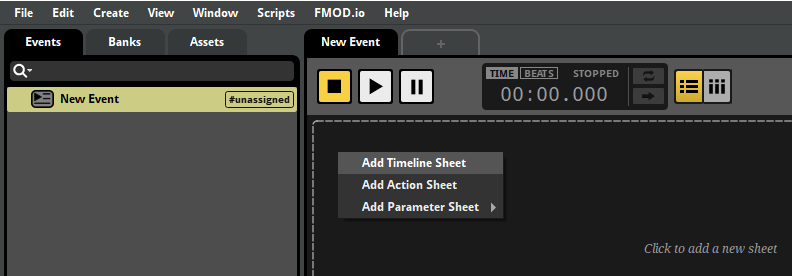 File Edit Create View Window Scripts FMOD.io Help
Events Banks Assets New Event +
TIME BEATS STOPPED
00:00.000
New Event #unassigned
Add Timeline Sheet
Add Action Sheet
Add Parameter Sheet
Click to add a new sheet